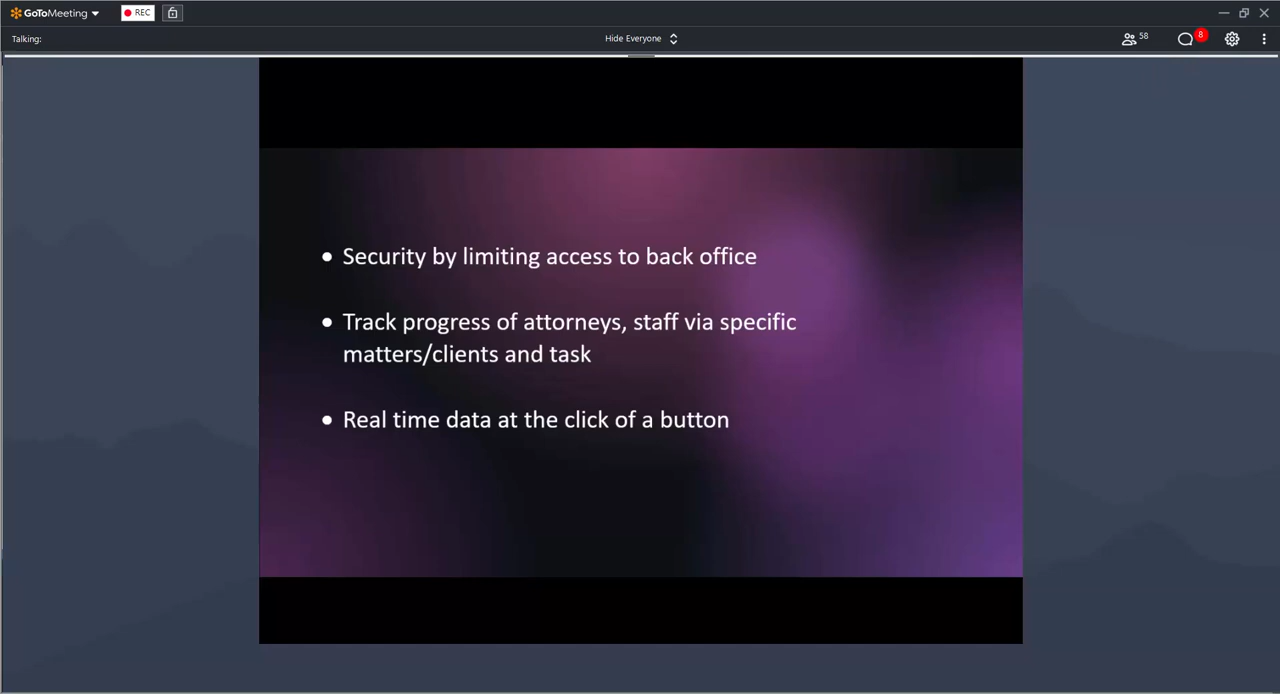 GoToMeeting
REC
Talking:
Hide Everyone
58
8
• Security by limiting access to back office
• Track progress of attorneys, staff via specific
matters/clients and task
• Real time data at the click of a button